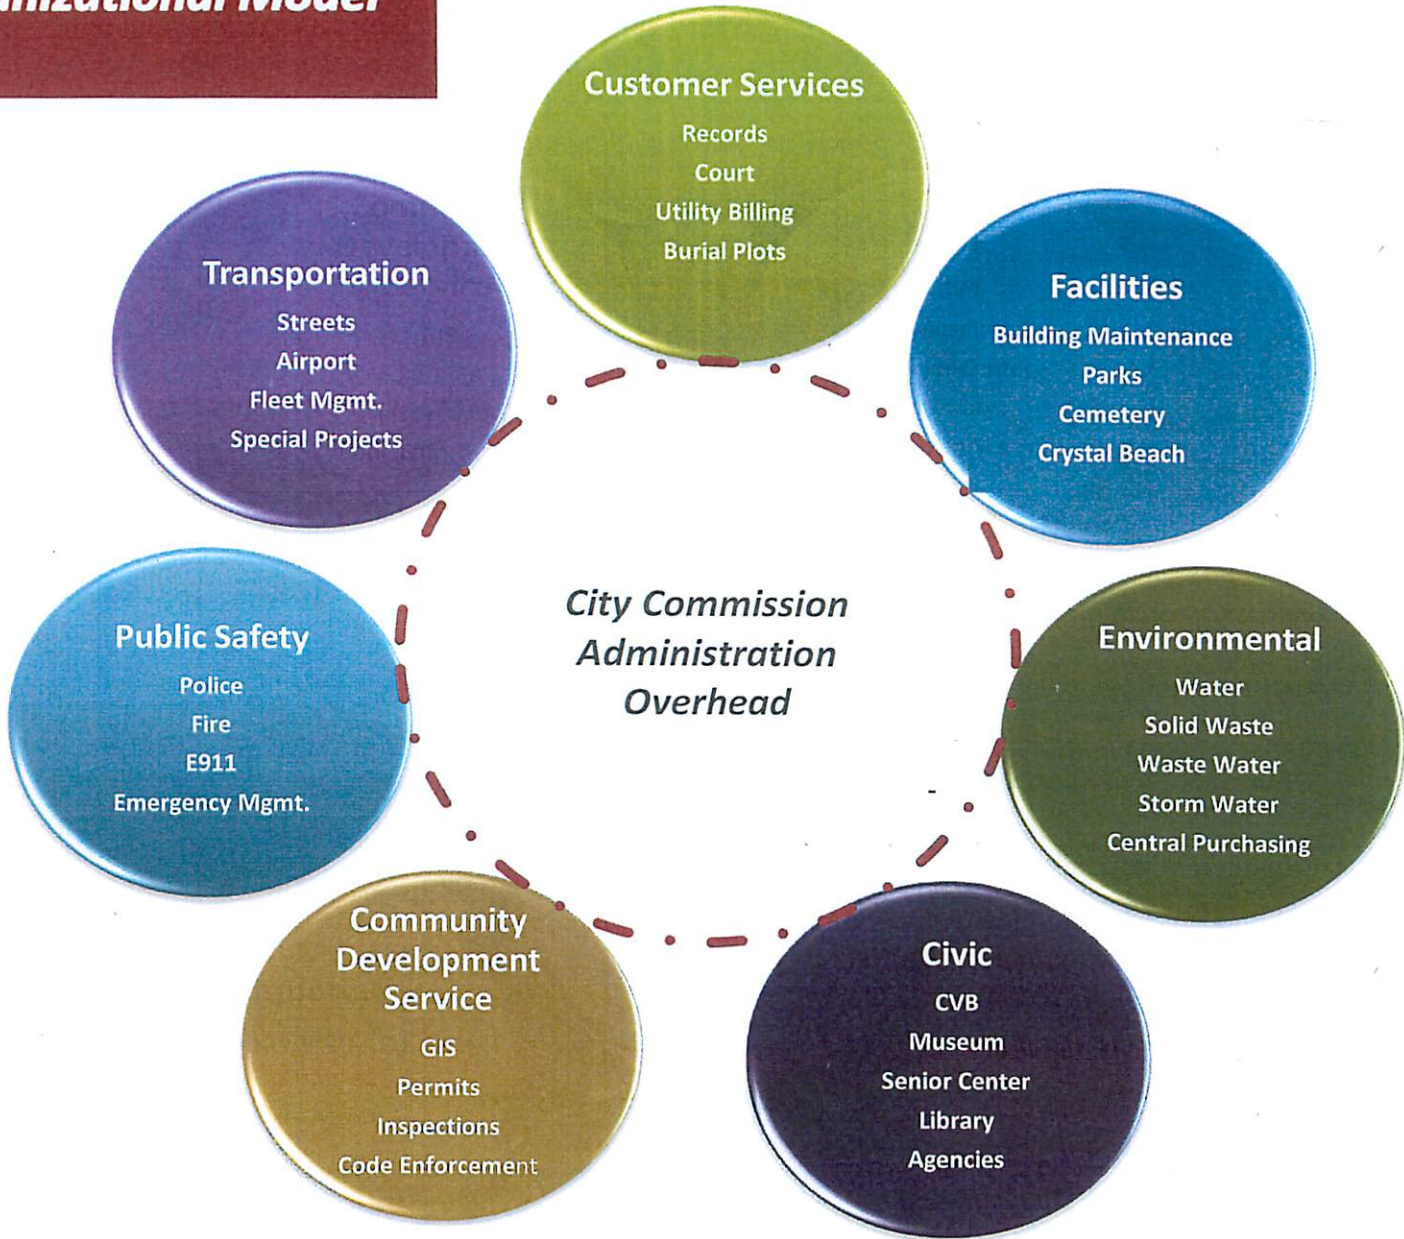 Model
Customer Services
Records
Court
Utility Billing
Burial Plots
Facilities
Building Maintenance
Parks
Cemetery
Crystal Beach
Environmental
Water
Solid Waste
Waste Water
Storm Water
Central Purchasing
Civic
CVB
Museum
Senior Center
Library
Agencies
Community
Development
Service
GIS
Permits
Inspections
Code Enforcement
Public Safety
Police
Fire
E911
Emergency Mgmt.
Transportation
Streets
Airport
Fleet Mgmt.
Special Projects
City Commission
Administration
Overhead